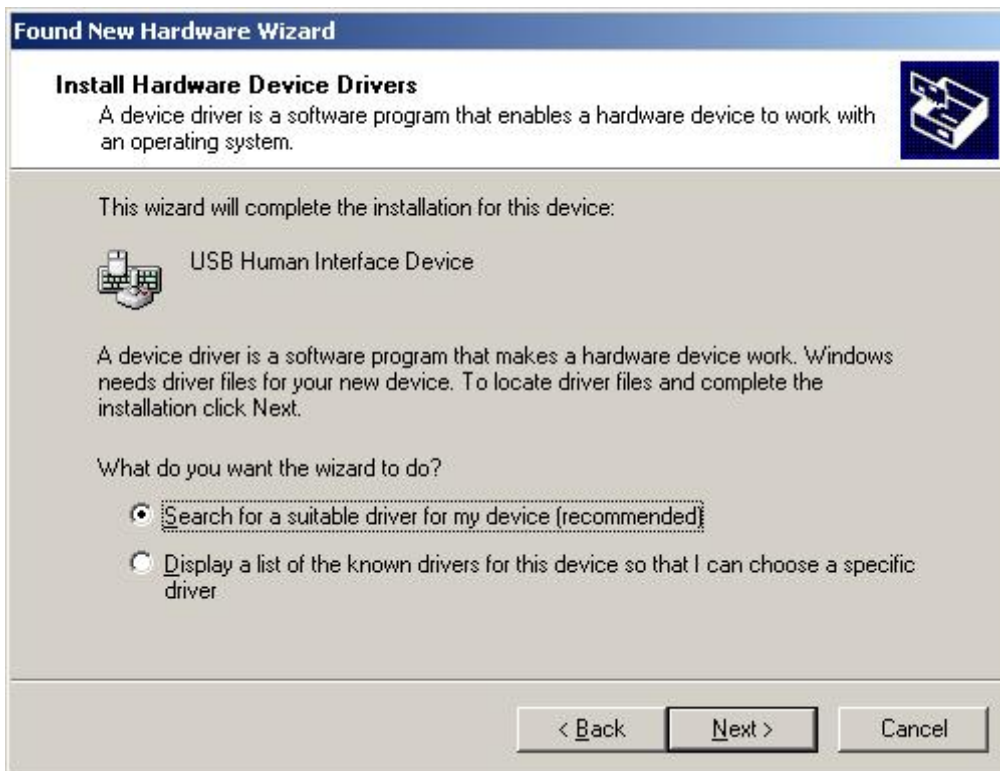 Found New Hardware Wizard
Install Hardware Device Drivers
A device driver is a software program that enables a hardware device to work with
an operating system.
This wizard will complete the installation for this device:
USB Human Interface Device
A device driver is a software program that makes a hardware device work. Windows
needs driver files for your new device. To locate driver files and complete the
installation click Next.
What do you want the wizard to do?
Search for a suitable driver for my device (recommended)
Display a list of the known drivers for this device so that I can choose a specific
driver
< Back
Next >
Cancel